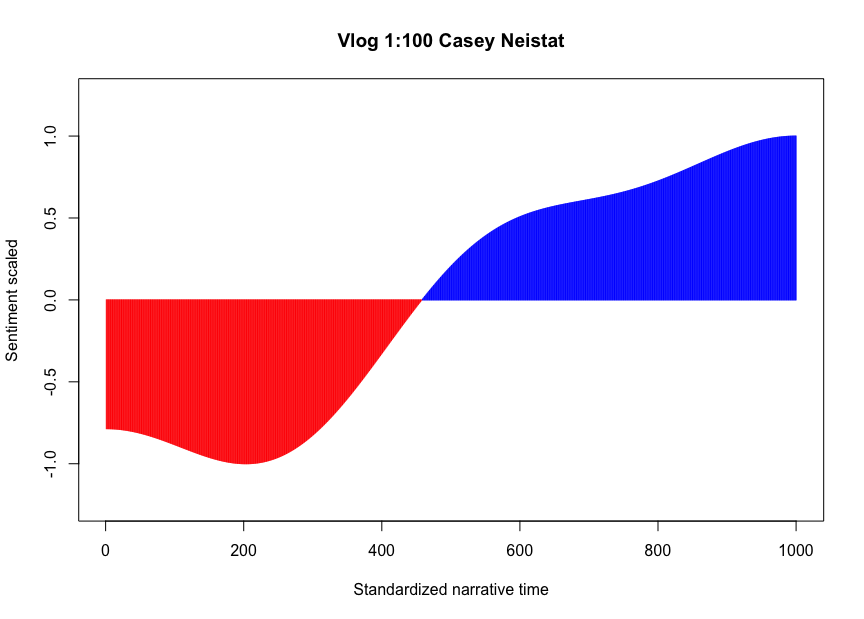 Vlog 1:100 Casey Neistat
Sentiment scaled
1.0
0.5
0.0
-0.5
-1.0
0 200 400 600 800 1000
Standardized narrative time